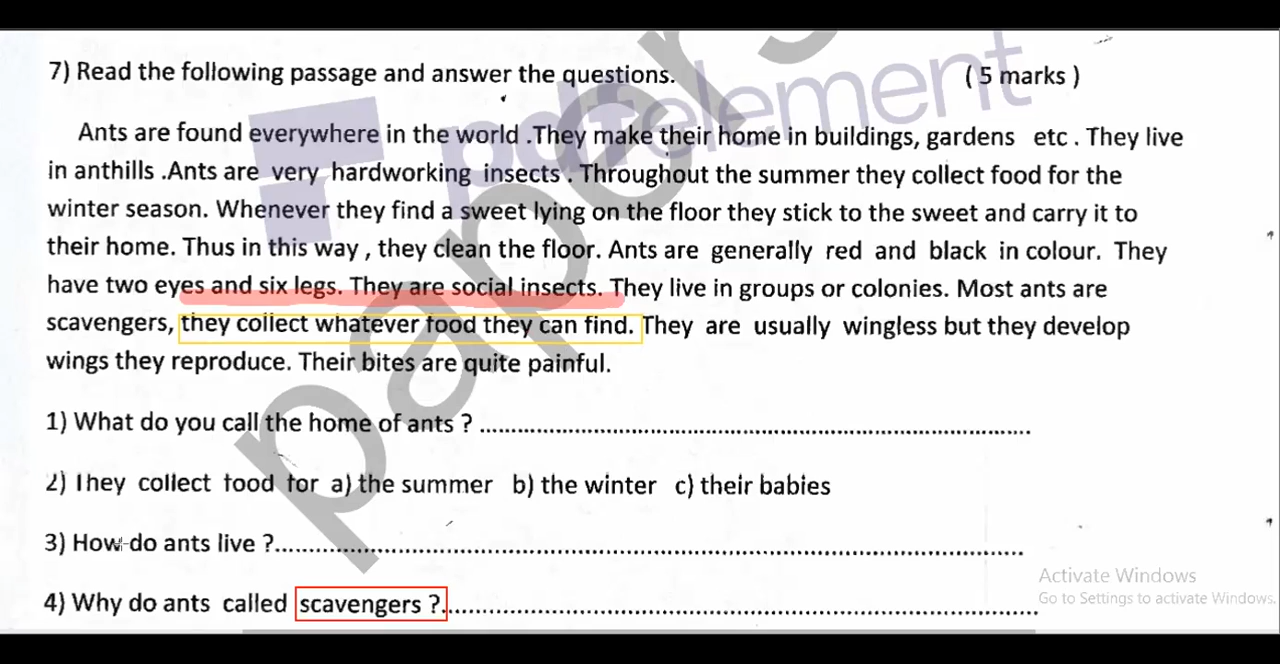 7) Read the following passage and answer the questions. ( 5 marks )
Ants are found everywhere in the world .They make their home in buildings, gardens etc . They live
in anthills .Ants are very hardworking insects . Throughout the summer they collect food for the
winter season. Whenever they find a sweet lying on the floor they stick to the sweet and carry it to
their home. Thus in this way , they clean the floor. Ants are generally red and black in colour. They
have two eyes and six legs. They are social insects. They live in groups or colonies. Most ants are
scavengers, they collect whatever food they can find. They are usually wingless but they develop
wings they reproduce. Their bites are quite painful.
1) What do you call the home of ants ? ..........................................................
2) They collect food for a) the summer b) the winter c) their babies
3) How do ants live ?..........................................................
4) Why do ants called scavengers ?..........................................................
Activate Windows
Go to Settings to activate Windows.
papers
pdfelement